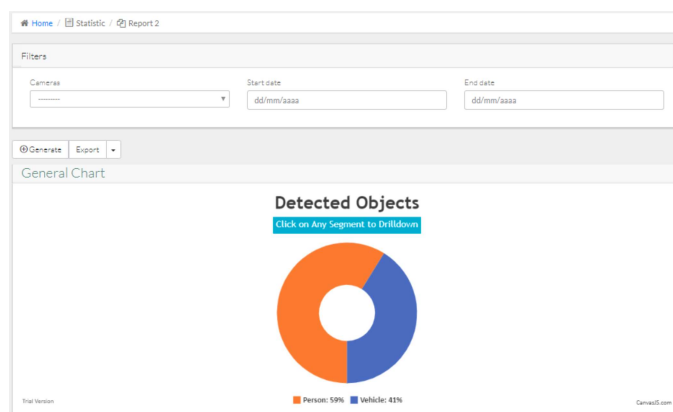 Home / Statistic / Report 2
Filters
Cameras Start date End date
--------- dd/mm/aaaa dd/mm/aaaa
Generate Export
General Chart
Detected Objects
Click on Any Segment to Drilldown
Person: 59% Vehicle: 41%
Trial Version CanvasJS.com